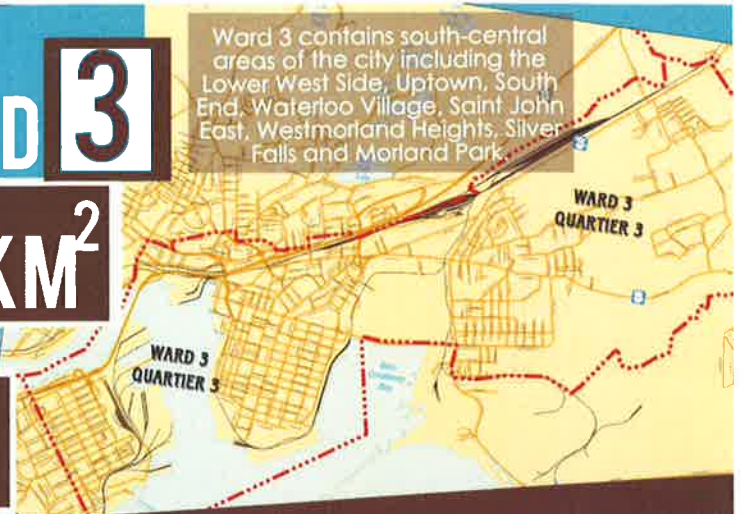 Ward 3 contains south-central
areas of the city including the
Lower West Side, Uptown, South
End, Waterloo Village, Saint John
East, Westmorland Heights, Silver
Falls and Morland Park.
D 3
KM2
WARD 3
QUARTIER 3
WARD 3
QUARTIER 3